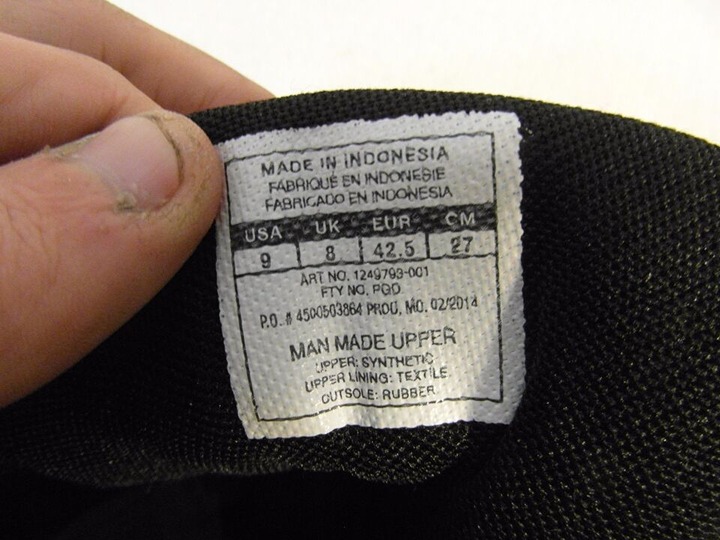 MADE IN INDONESIA
FABRIQUÉ EN INDONESIE
FABRICADO EN INDONESIA
USA UK EUR CM
9 8 42.5 27
ART NO. 1249793-001
FTY NO. PGD
P.O. # 4500503864 PROD. MO. 02/2014
MAN MADE UPPER
UPPER: SYNTHETIC
UPPER LINING: TEXTILE
OUTSOLE: RUBBER